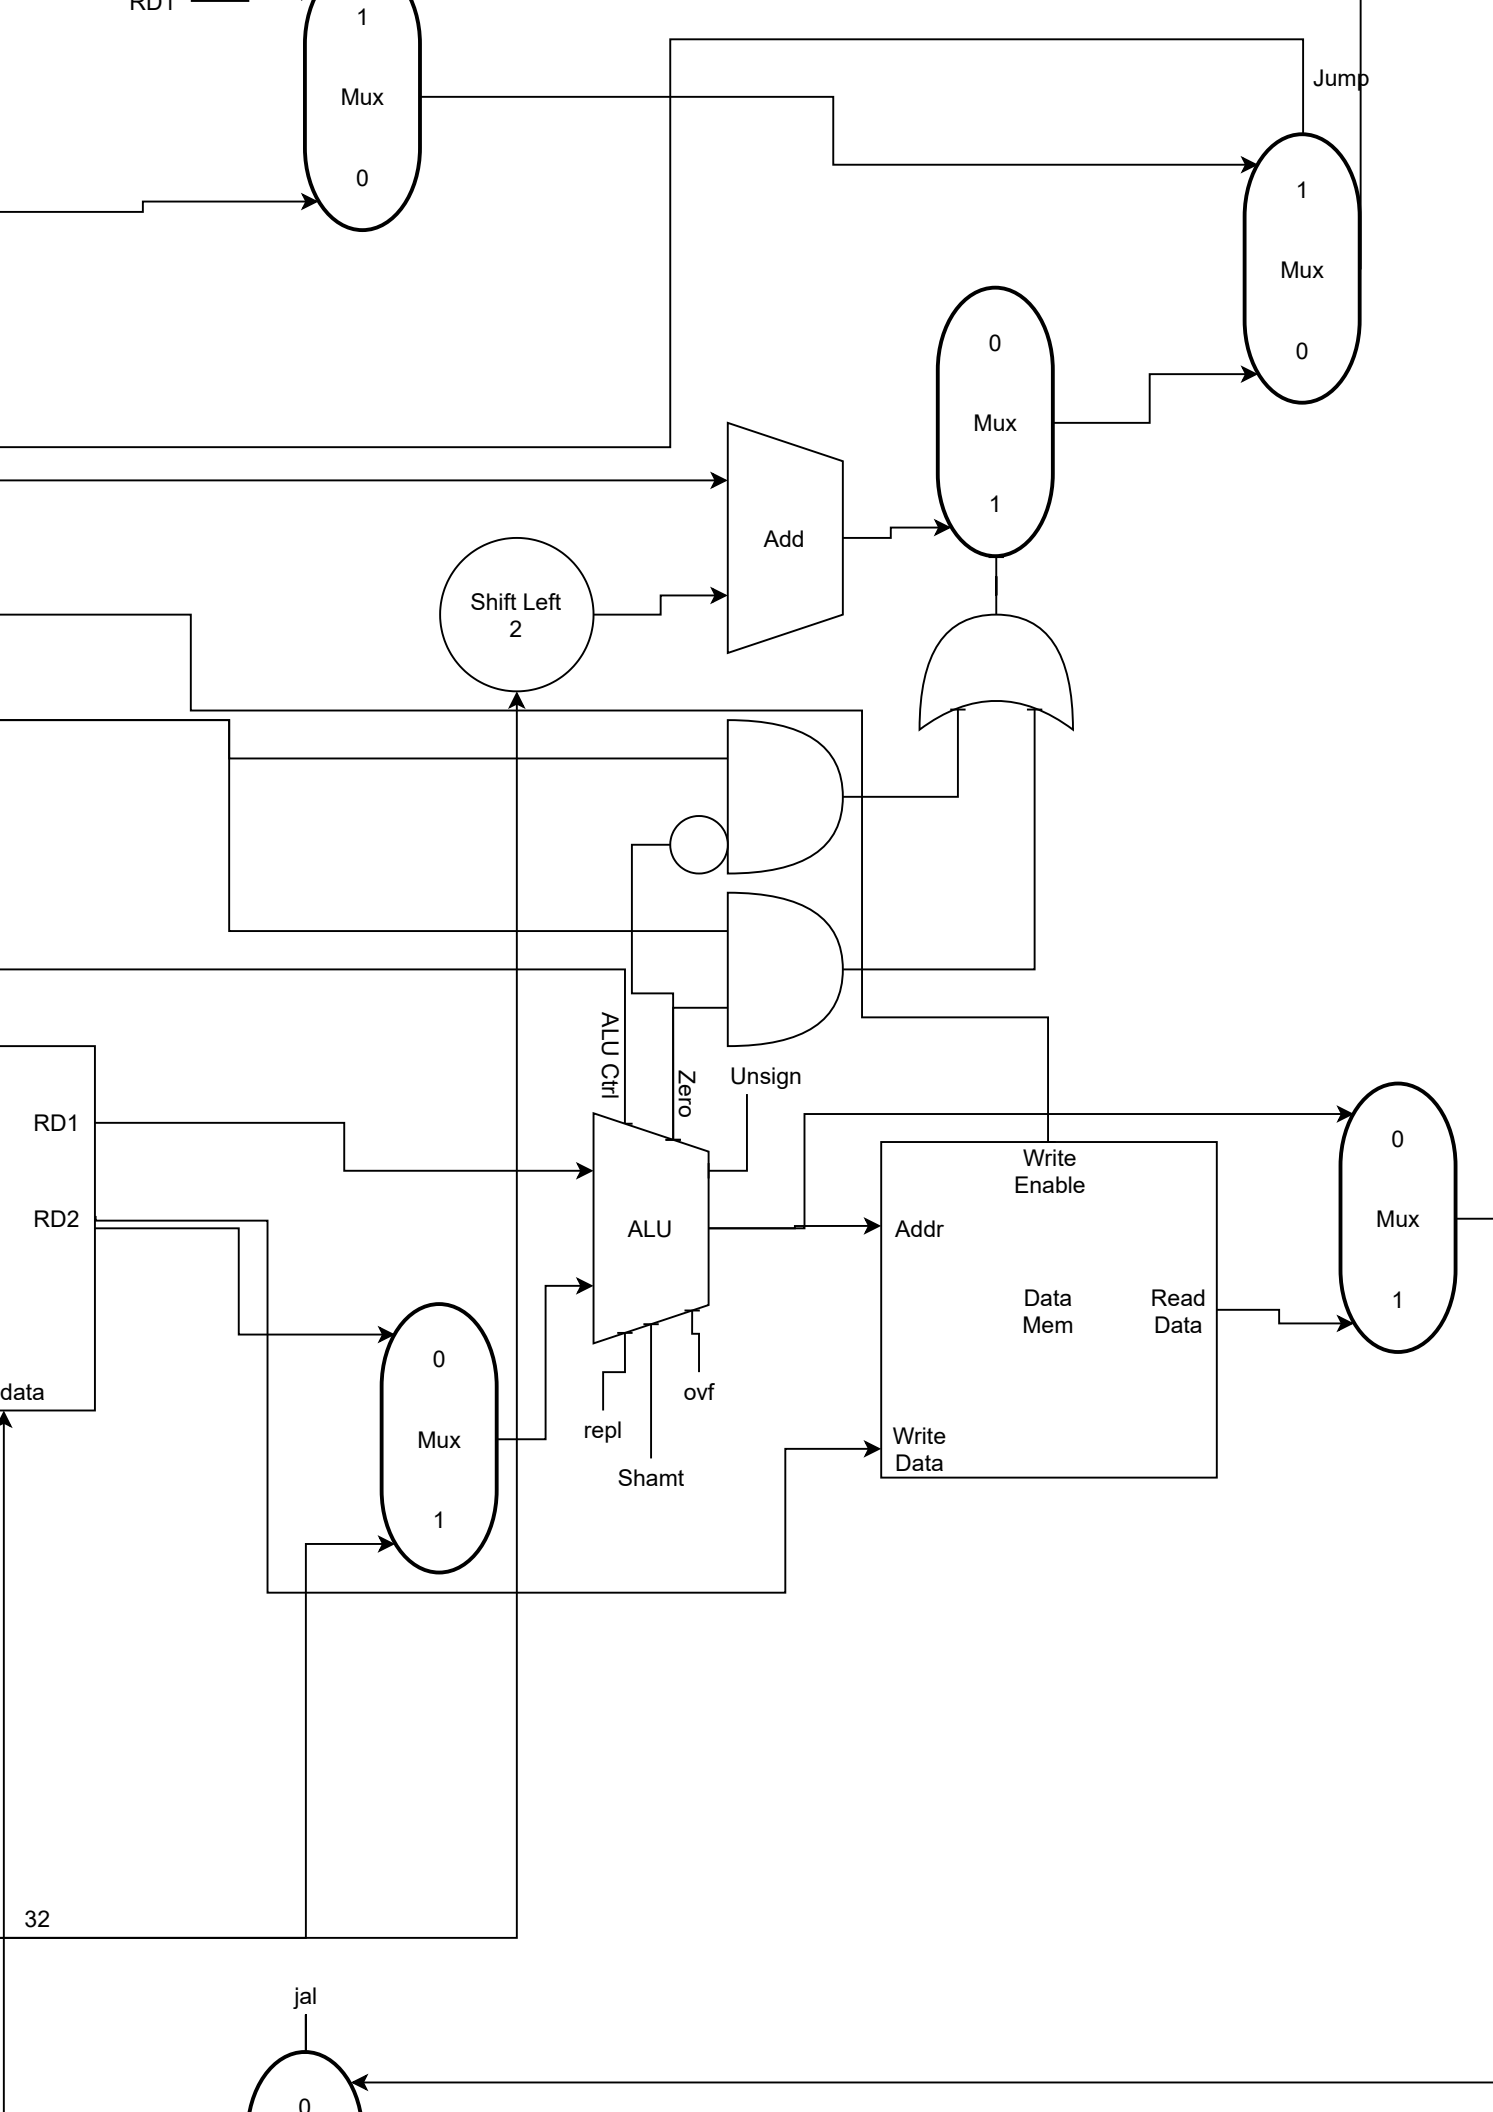 RD1
1
Mux
0
Jump
1
Mux
0
0
Mux
1
Add
Shift Left
2
ALU Ctrl
Zero
Unsign
RD1
RD2
data
ALU
Write
Enable
Addr
Data
Mem
Read
Data
Write
Data
0
Mux
1
0
Mux
1
repl
ovf
Shamt
32
jal
0